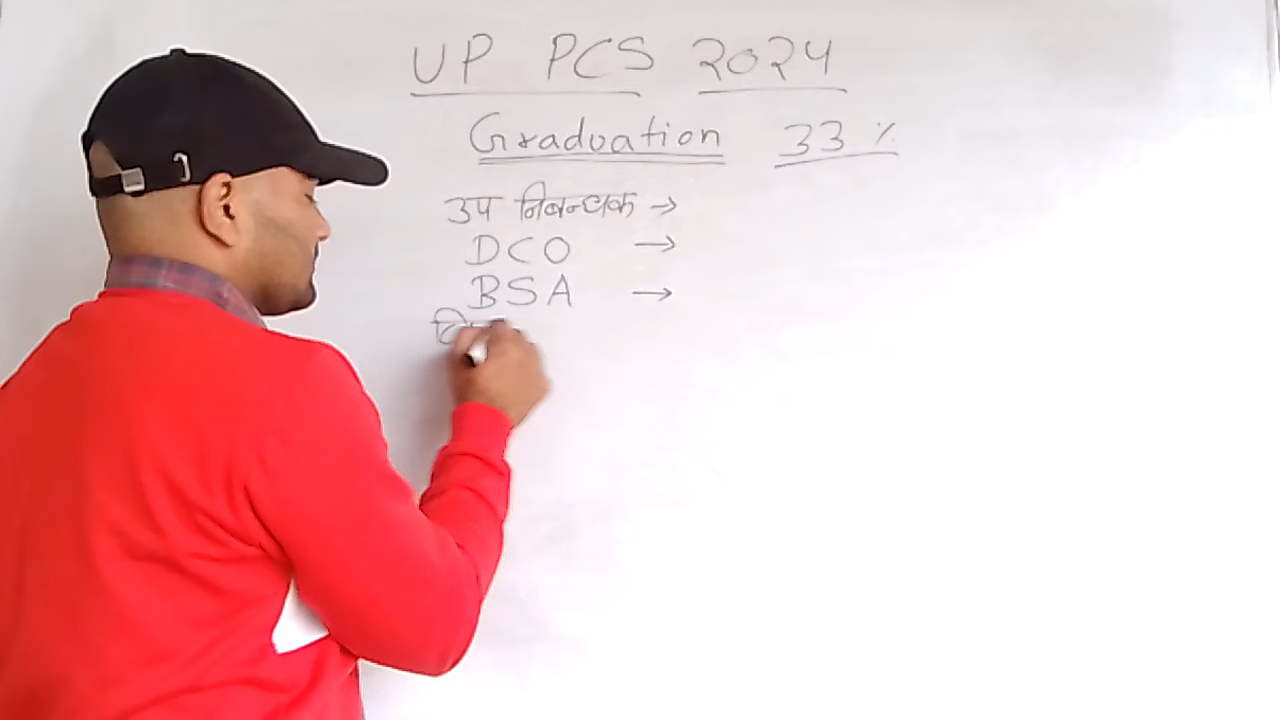 UP PCS 2024
Graduation 33 %
उप निबन्धक →
DCO →
BSA →